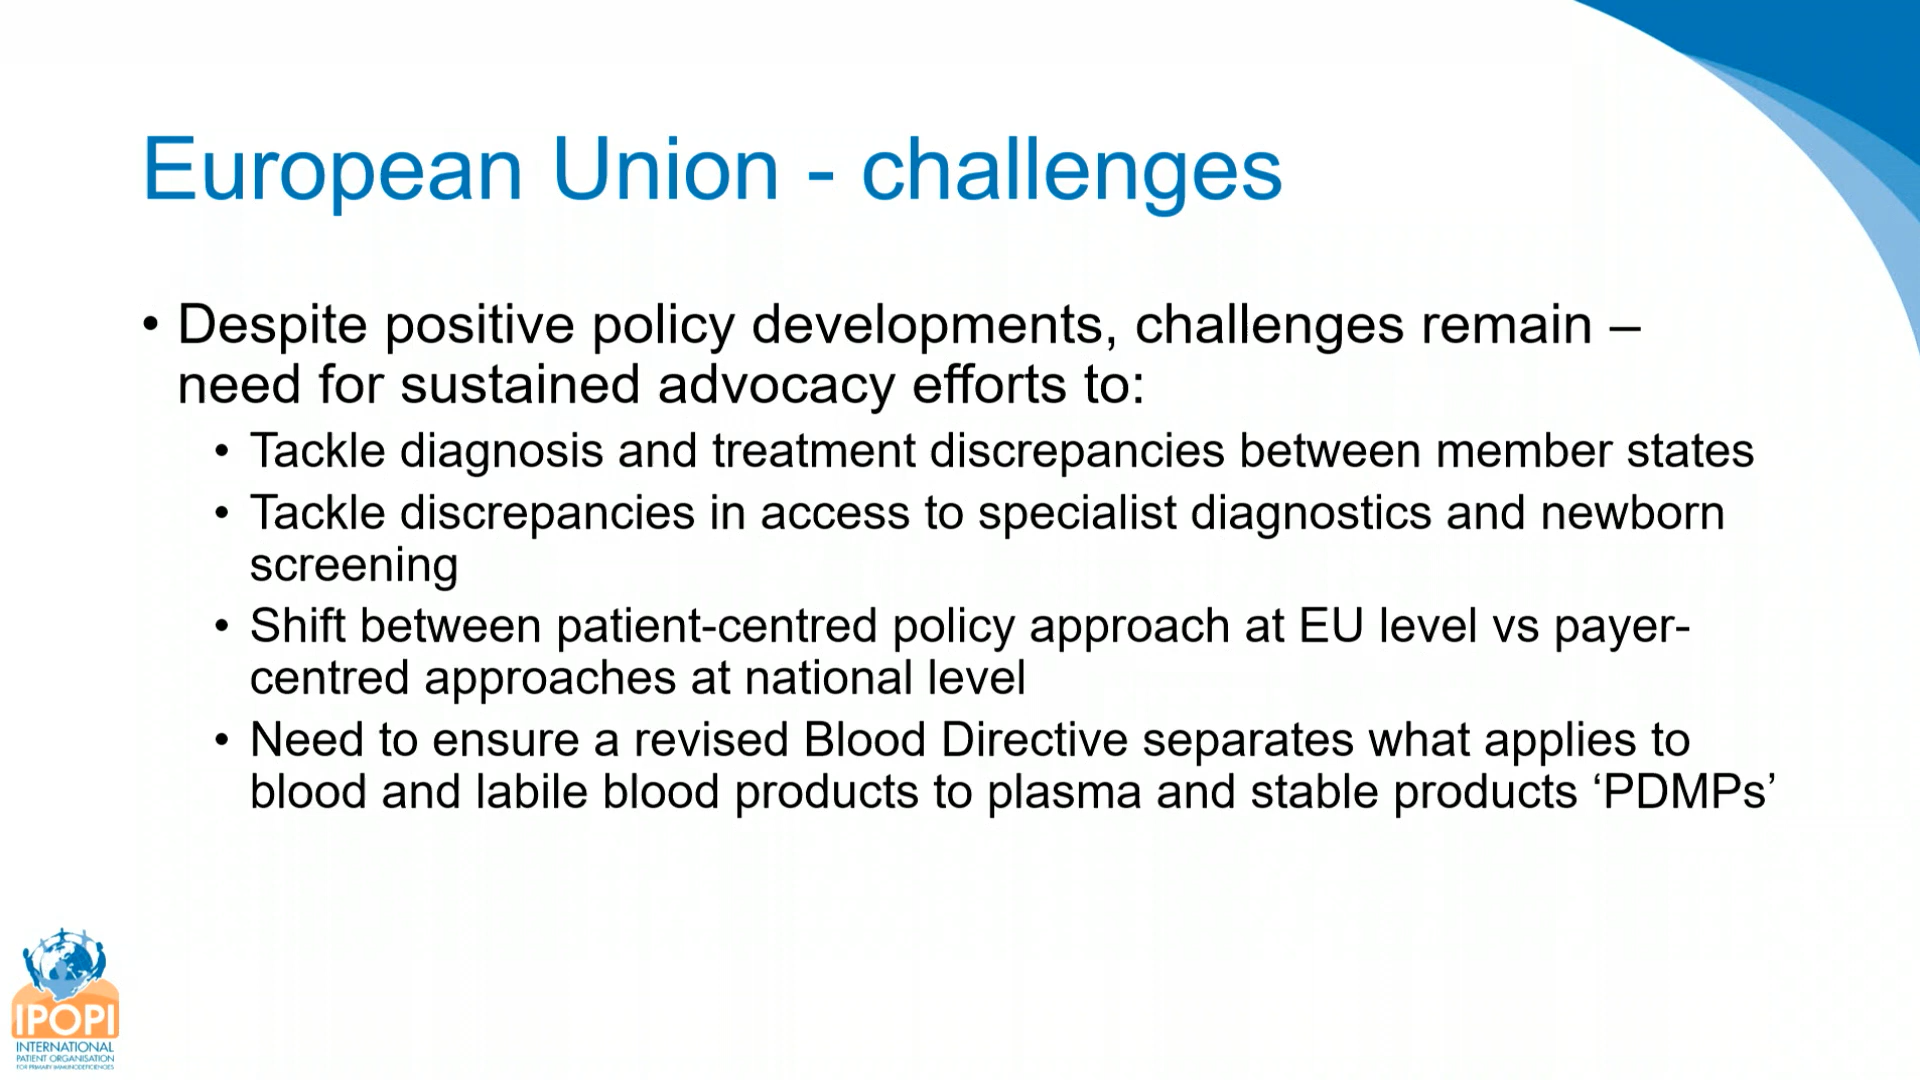 European Union - challenges
• Despite positive policy developments, challenges remain –
need for sustained advocacy efforts to:
• Tackle diagnosis and treatment discrepancies between member states
• Tackle discrepancies in access to specialist diagnostics and newborn
screening
• Shift between patient-centred policy approach at EU level vs payer-
centred approaches at national level
• Need to ensure a revised Blood Directive separates what applies to
blood and labile blood products to plasma and stable products ‘PDMPs’
IPOPI
INTERNATIONAL
PATIENT ORGANISATION
FOR PRIMARY IMMUNODEFICIENCIES